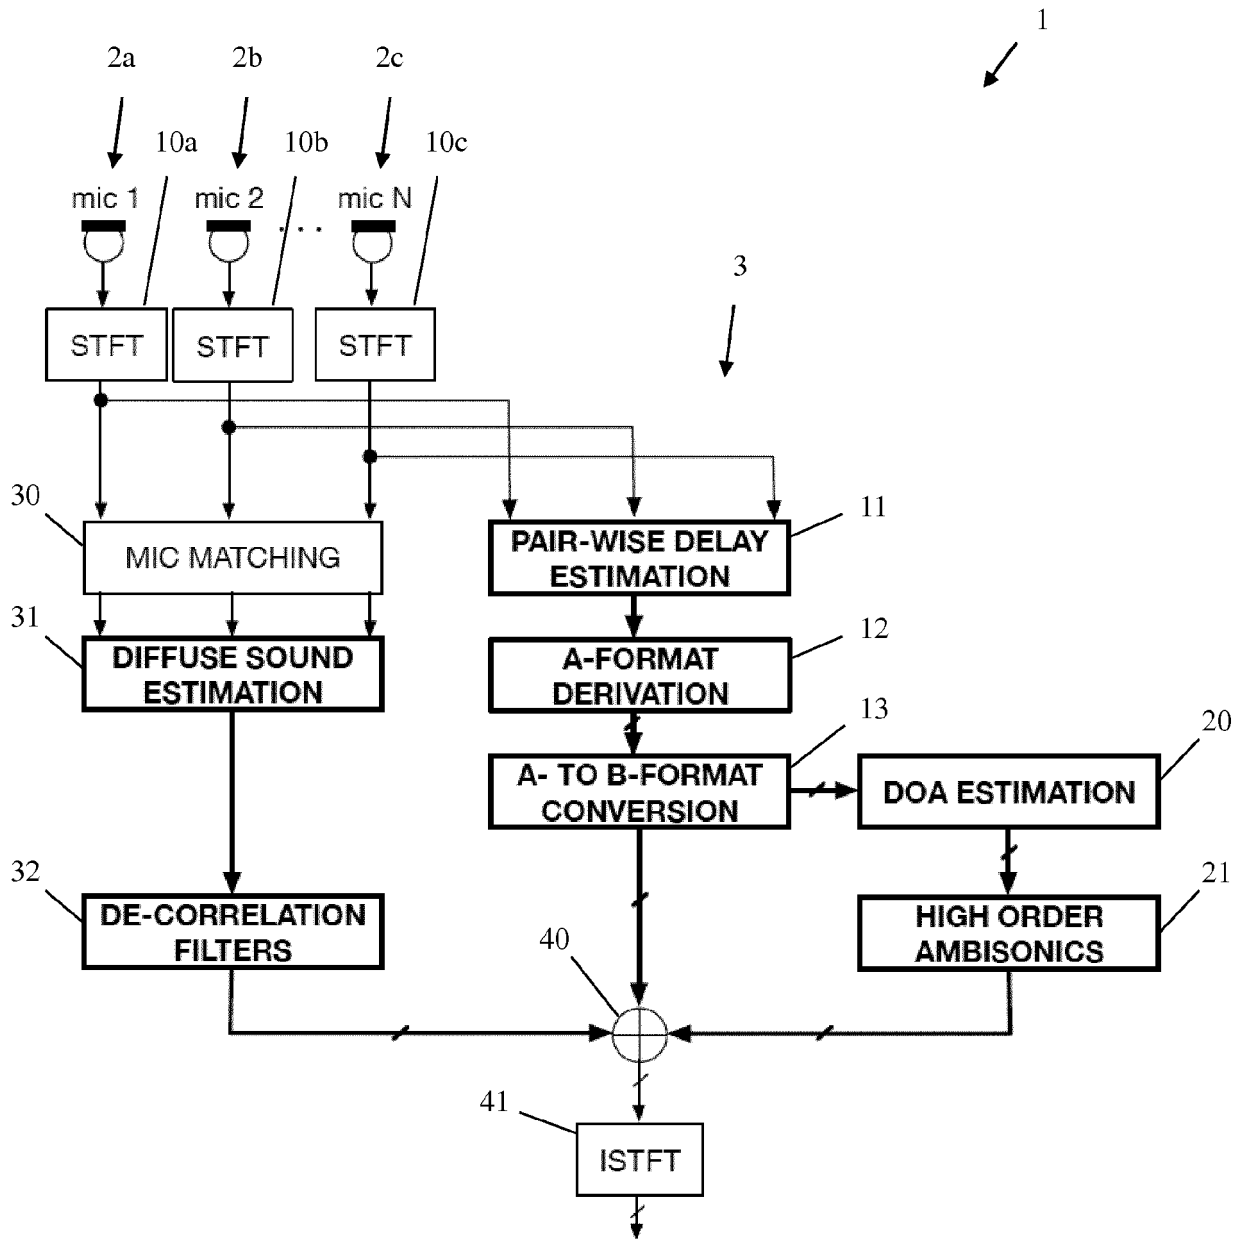 1
2a 2b 2c
10a 10b 10c
mic 1 mic 2 . . . mic N
3
STFT STFT STFT
30
11
MIC MATCHING
PAIR-WISE DELAY
ESTIMATION
31
12
DIFFUSE SOUND
ESTIMATION
A-FORMAT
DERIVATION
13
20
A- TO B-FORMAT
CONVERSION
DOA ESTIMATION
32
21
DE-CORRELATION
FILTERS
HIGH ORDER
AMBISONICS
40
41
ISTFT